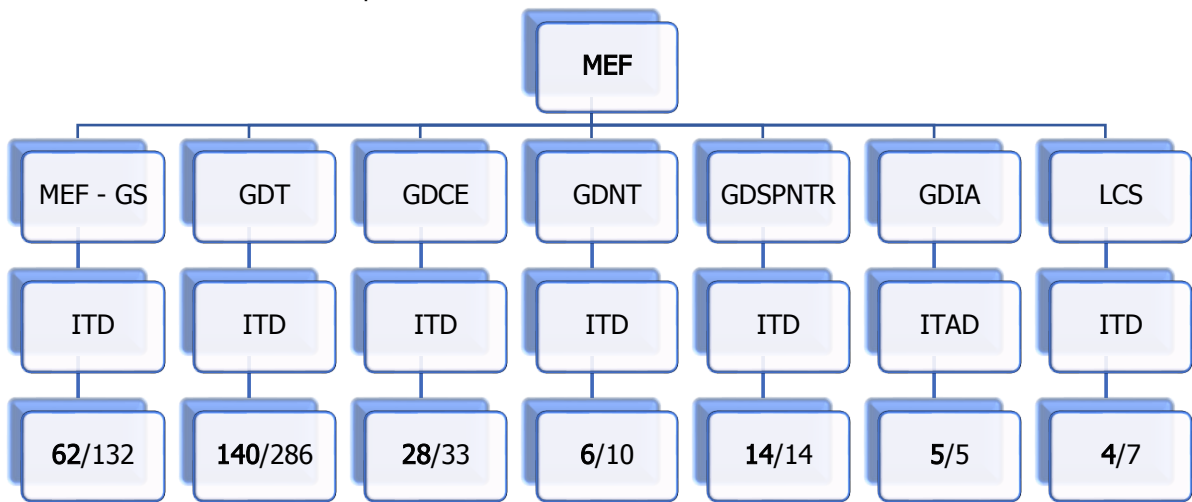 MEF
MEF - GS
GDT
GDCE
GDNT
GDSPNTR
GDIA
LCS
ITD
ITD
ITD
ITD
ITD
ITAD
ITD
62/132
140/286
28/33
6/10
14/14
5/5
4/7